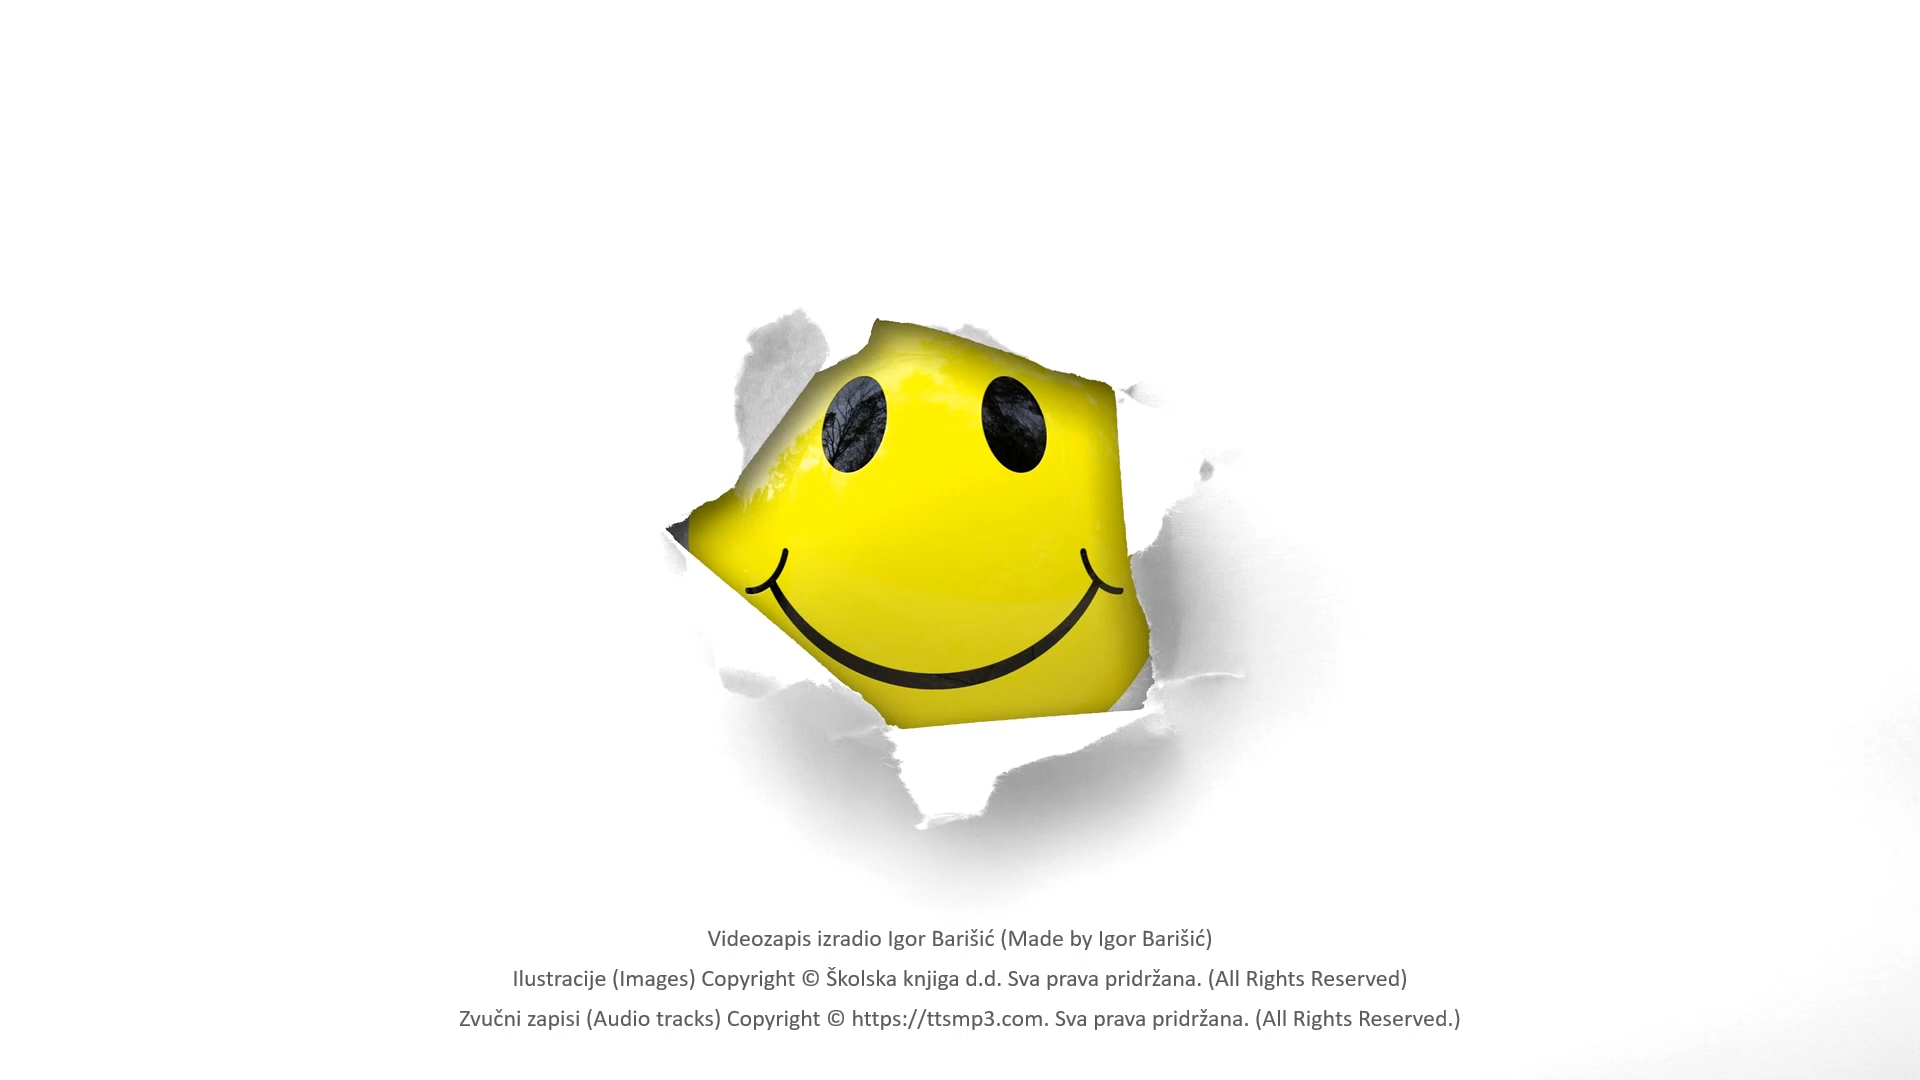 Videozapis izradio Igor Barišić (Made by Igor Barišić)
Ilustracije (Images) Copyright © Školska knjiga d.d. Sva prava pridržana. (All Rights Reserved)
Zvučni zapisi (Audio tracks) Copyright © https://ttsmp3.com. Sva prava pridržana. (All Rights Reserved.)